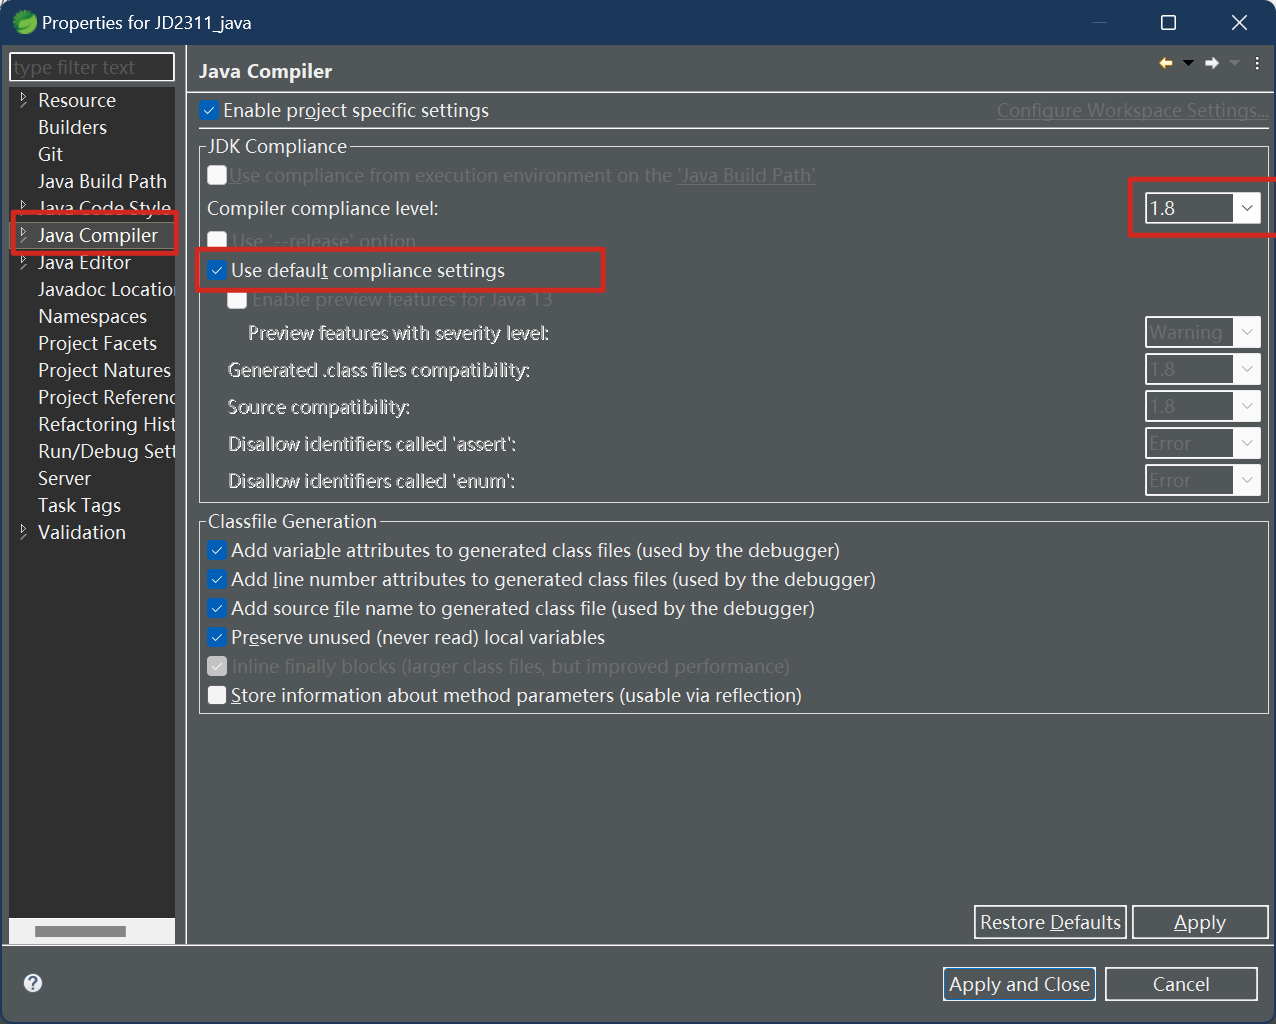 Properties for JD2311_java
type filter text
Resource
Builders
Git
Java Build Path
Java Code Style
Java Compiler
Java Editor
Javadoc Locatio
Namespaces
Project Facets
Project Natures
Project Referenc
Refactoring Hist
Run/Debug Sett
Server
Task Tags
Validation
Java Compiler
Enable project specific settings
Configure Workspace Settings...
JDK Compliance
Use compliance from execution environment on the 'Java Build Path'
Compiler compliance level: 1.8
Use '--release' option
Use default compliance settings
Enable preview features for Java 13
Preview features with severity level: Warning
Generated .class files compatibility: 1.8
Source compatibility: 1.8
Disallow identifiers called 'assert': Error
Disallow identifiers called 'enum': Error
Classfile Generation
Add variable attributes to generated class files (used by the debugger)
Add line number attributes to generated class files (used by the debugger)
Add source file name to generated class file (used by the debugger)
Preserve unused (never read) local variables
Inline finally blocks (larger class files, but improved performance)
Store information about method parameters (usable via reflection)
Restore Defaults
Apply
?
Apply and Close
Cancel